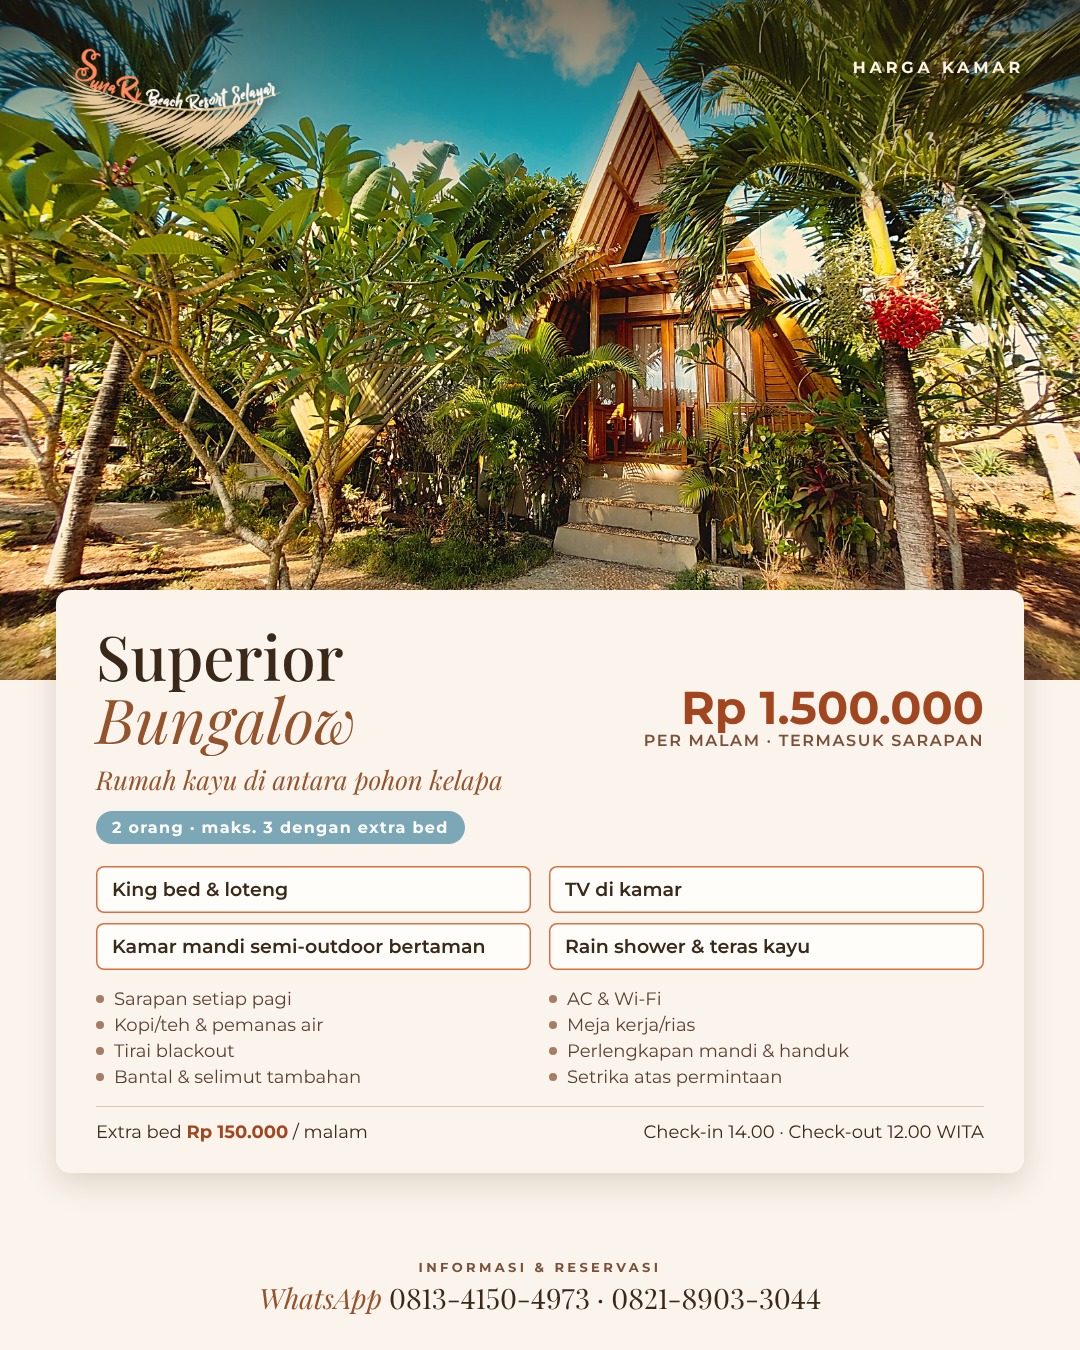 SunaRi Beach Resort Selayar
HARGA KAMAR
Superior
Bungalow
Rp 1.500.000
PER MALAM · TERMASUK SARAPAN
Rumah kayu di antara pohon kelapa
2 orang · maks. 3 dengan extra bed
King bed & loteng
TV di kamar
Kamar mandi semi-outdoor bertaman
Rain shower & teras kayu
Sarapan setiap pagi
Kopi/teh & pemanas air
Tirai blackout
Bantal & selimut tambahan
AC & Wi-Fi
Meja kerja/rias
Perlengkapan mandi & handuk
Setrika atas permintaan
Extra bed Rp 150.000 / malam
Check-in 14.00 · Check-out 12.00 WITA
INFORMASI & RESERVASI
WhatsApp 0813-4150-4973 · 0821-8903-3044